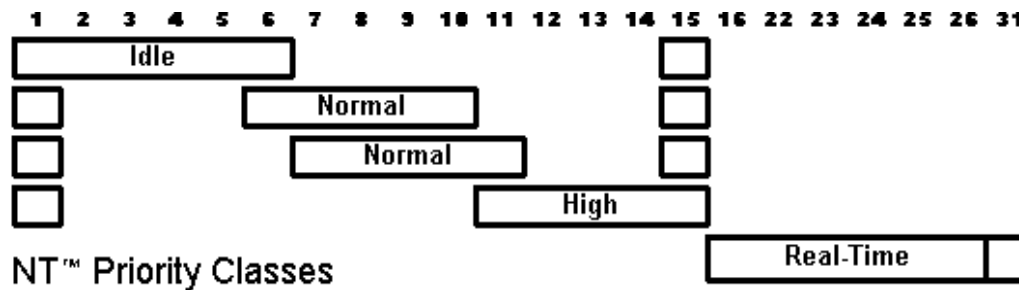 1 2 3 4 5 6 7 8 9 10 11 12 13 14 15 16 22 23 24 25 26 31
Idle
Normal
Normal
High
Real-Time
NT™ Priority Classes